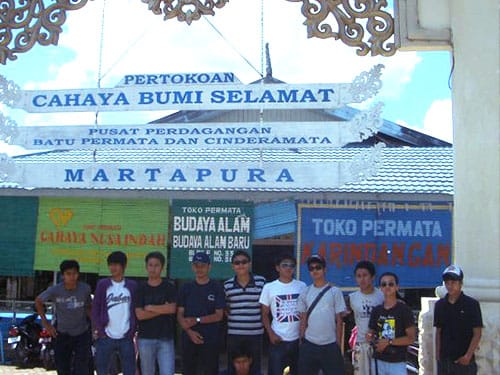 PERTOKOAN
CAHAYA BUMI SELAMAT
PUSAT PERDAGANGAN
BATU PERMATA DAN CINDERAMATA
MARTAPURA
CAHAYA NUSA INDAH
TOKO PERMATA
BUDAYA ALAM
BUDAYA ALAM BARU
TOKO PERMATA
KARINDANGAN